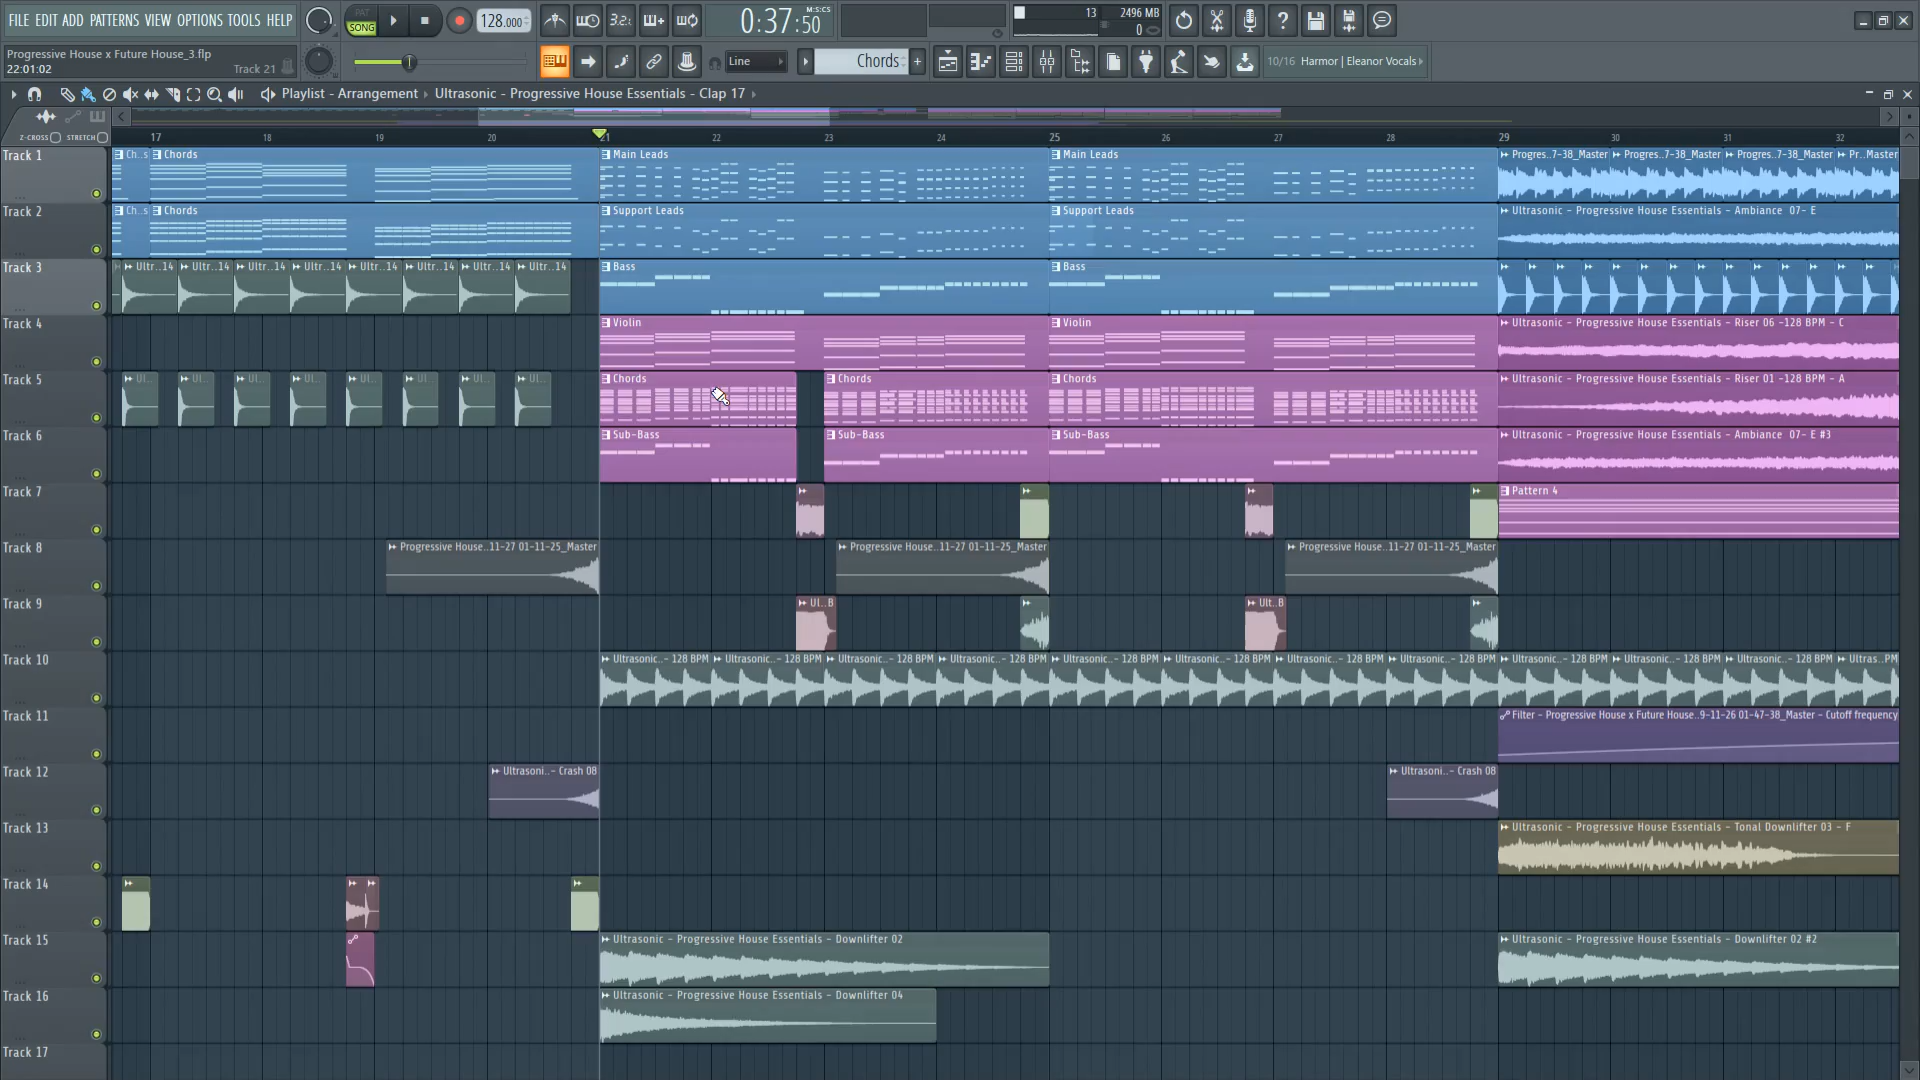 FILE EDIT ADD PATTERNS VIEW OPTIONS TOOLS HELP
PAT
SONG
128.000
3.2.
M:S:CS
0:37:50
13
2496 MB
0
Progressive House x Future House_3.flp
22:01:02
Track 21
Line
Chords
10/16 Harmor | Eleanor Vocals
Playlist - Arrangement
Ultrasonic - Progressive House Essentials - Clap 17
Z-CROSS
STRETCH
17 18 19 20 21 22 23 24 25 26 27 28 29 30 31 32
Track 1
Ch..s
Chords
Main Leads
Main Leads
Progres..7-38_Master
Progres..7-38_Master
Progres..7-38_Master
Pr..Master
Track 2
Ch..s
Chords
Support Leads
Support Leads
Ultrasonic - Progressive House Essentials - Ambiance 07- E
Track 3
Ultr..14
Ultr..14
Ultr..14
Ultr..14
Ultr..14
Ultr..14
Ultr..14
Ultr..14
Bass
Bass
Track 4
Violin
Violin
Ultrasonic - Progressive House Essentials - Riser 06 -128 BPM - C
Track 5
Ul..
Ul..
Ul..
Ul..
Ul..
Ul..
Ul..
Ul..
Chords
Chords
Chords
Ultrasonic - Progressive House Essentials - Riser 01 -128 BPM - A
Track 6
Sub-Bass
Sub-Bass
Sub-Bass
Ultrasonic - Progressive House Essentials - Ambiance 07- E #3
Track 7
Pattern 4
Track 8
Progressive House..11-27 01-11-25_Master
Progressive House..11-27 01-11-25_Master
Progressive House..11-27 01-11-25_Master
Track 9
Ul..B
Ult..B
Track 10
Ultrasonic..- 128 BPM
Ultrasonic..- 128 BPM
Ultrasonic..- 128 BPM
Ultrasonic..- 128 BPM
Ultrasonic..- 128 BPM
Ultrasonic..- 128 BPM
Ultrasonic..- 128 BPM
Ultrasonic..- 128 BPM
Ultrasonic..- 128 BPM
Ultrasonic..- 128 BPM
Ultrasonic..- 128 BPM
Ultras..PM
Track 11
Filter - Progressive House x Future House..9-11-26 01-47-38_Master - Cutoff frequency
Track 12
Ultrasoni..- Crash 08
Ultrasoni..- Crash 08
Track 13
Ultrasonic - Progressive House Essentials - Tonal Downlifter 03 - F
Track 14
Track 15
Ultrasonic - Progressive House Essentials - Downlifter 02
Ultrasonic - Progressive House Essentials - Downlifter 02 #2
Track 16
Ultrasonic - Progressive House Essentials - Downlifter 04
Track 17